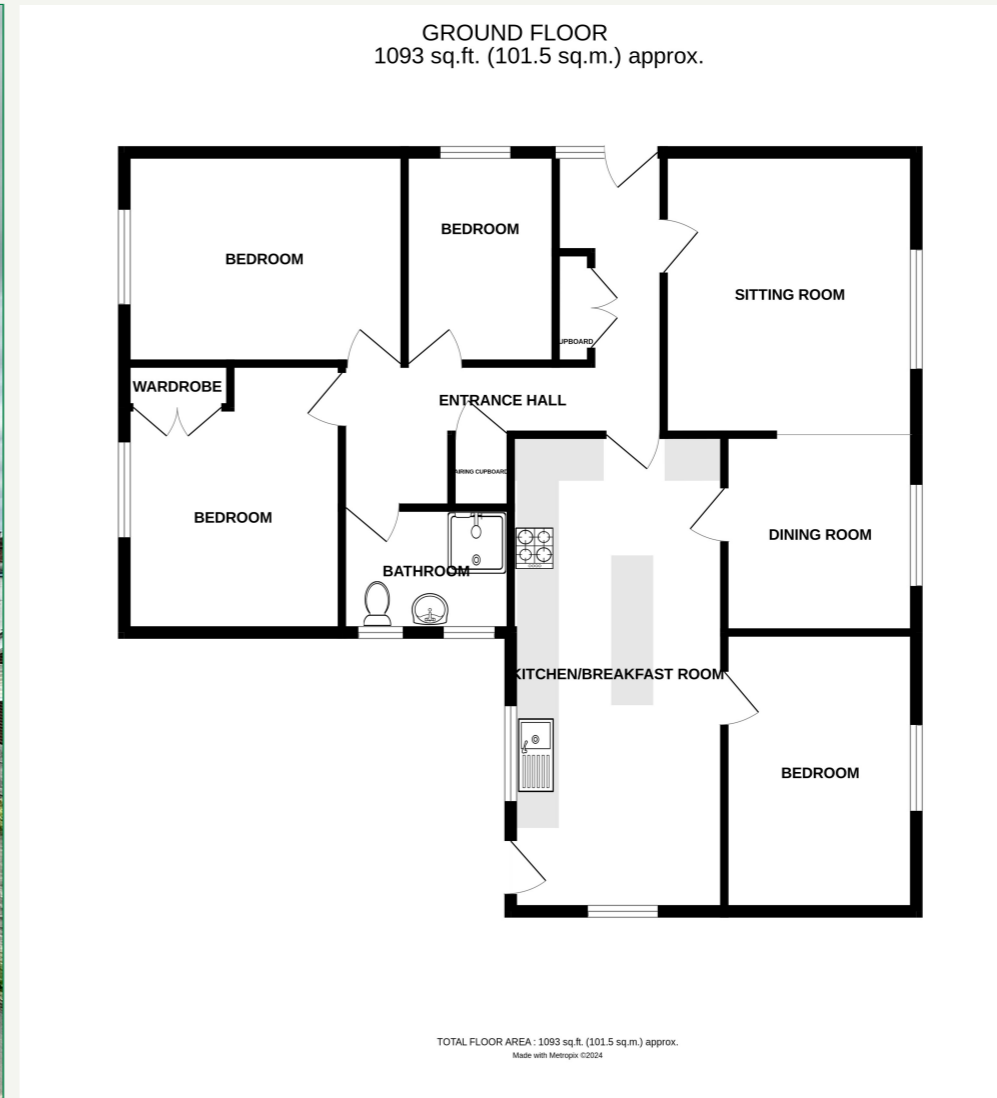 GROUND FLOOR
1093 sq.ft. (101.5 sq.m.) approx.
BEDROOM
BEDROOM
SITTING ROOM
UPBOARD
WARDROBE
ENTRANCE HALL
AIRING CUPBOARD
BEDROOM
DINING ROOM
BATHROOM
KITCHEN/BREAKFAST ROOM
BEDROOM
TOTAL FLOOR AREA : 1093 sq.ft. (101.5 sq.m.) approx.
Made with Metropix ©2024